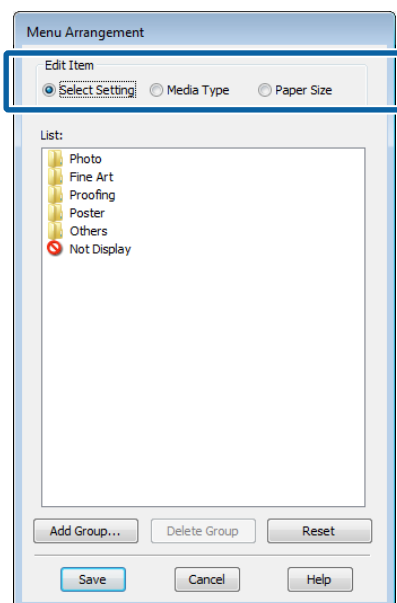 Menu Arrangement
Edit Item
Select Setting Media Type Paper Size
List:
Photo
Fine Art
Proofing
Poster
Others
Not Display
Add Group... Delete Group Reset
Save Cancel Help